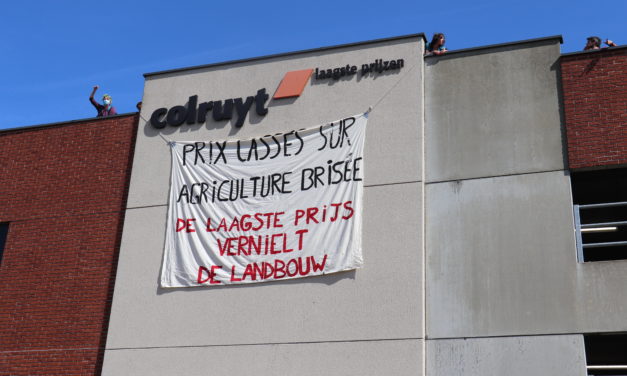 colruyt
laagste prijzen
PRIX CASSÉS SUR
AGRICULTURE BRISÉE
DE LAAGSTE PRIJS
VERNIELT
DE LANDBOUW